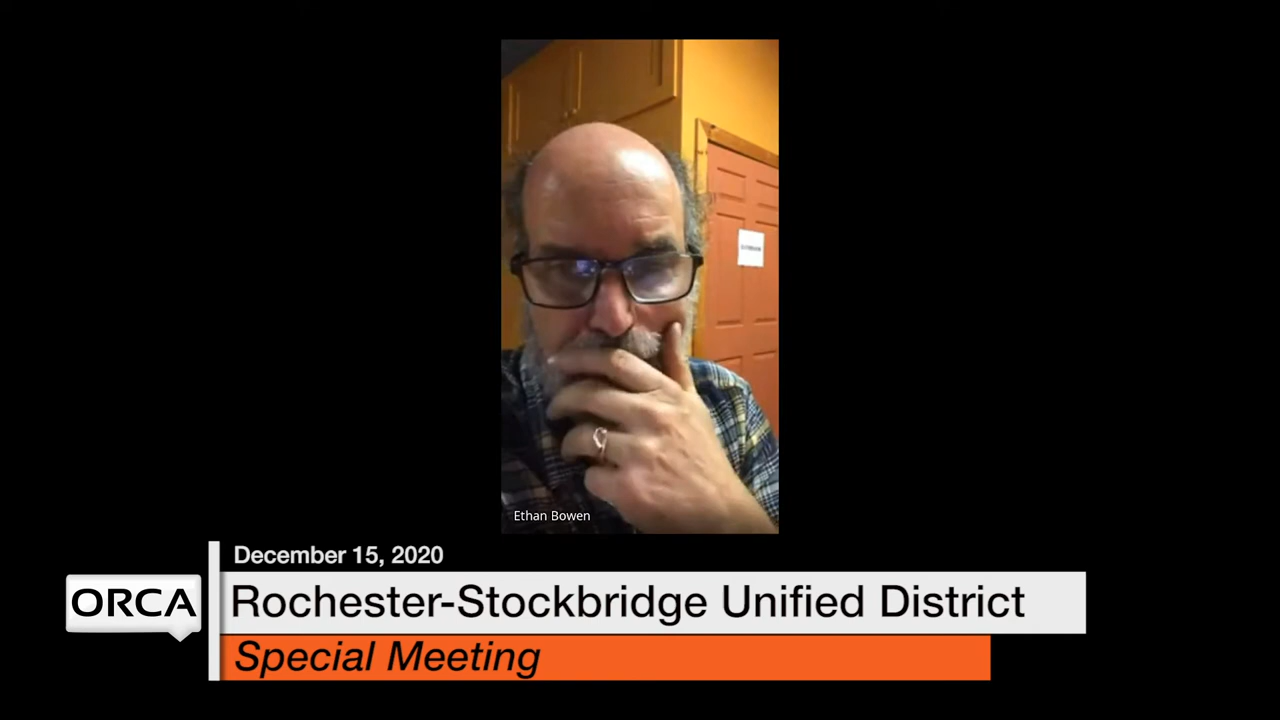 Ethan Bowen
December 15, 2020
ORCA
Rochester-Stockbridge Unified District
Special Meeting